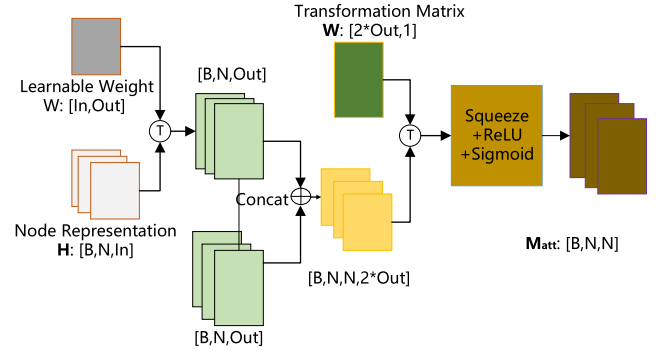 Transformation Matrix
W: [2*Out,1]
Learnable Weight
W: [In,Out]
[B,N,Out]
T
T
Squeeze
+ReLU
+Sigmoid
Concat
Node Representation
H: [B,N,In]
[B,N,N,2*Out]
Matt: [B,N,N]
[B,N,Out]